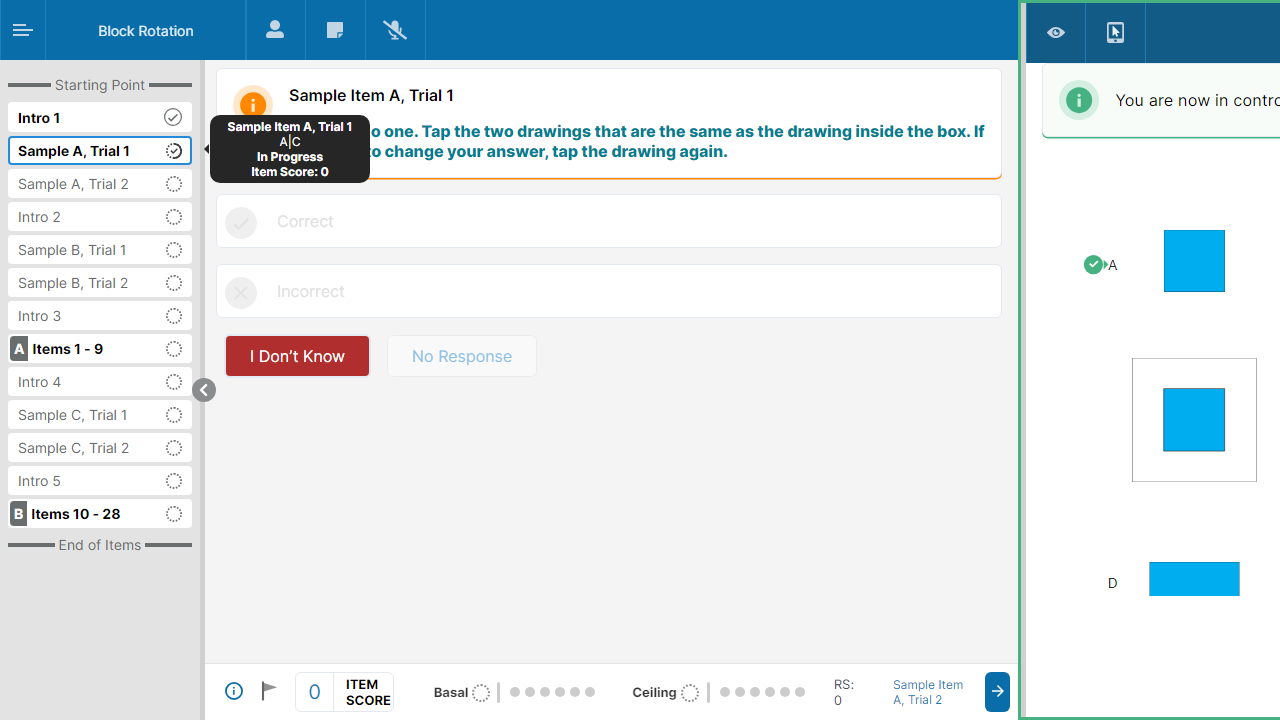 Block Rotation
Starting Point
Intro 1
Sample A, Trial 1
Sample A, Trial 2
Intro 2
Sample B, Trial 1
Sample B, Trial 2
Intro 3
A Items 1 - 9
Intro 4
Sample C, Trial 1
Sample C, Trial 2
Intro 5
B Items 10 - 28
End of Items
Sample Item A, Trial 1
A|C
In Progress
Item Score: 0
Sample Item A, Trial 1
o one. Tap the two drawings that are the same as the drawing inside the box. If
o change your answer, tap the drawing again.
Correct
Incorrect
I Don't Know
No Response
0 ITEM SCORE
Basal
Ceiling
RS:
0
Sample Item
A, Trial 2
You are now in contro
A
D